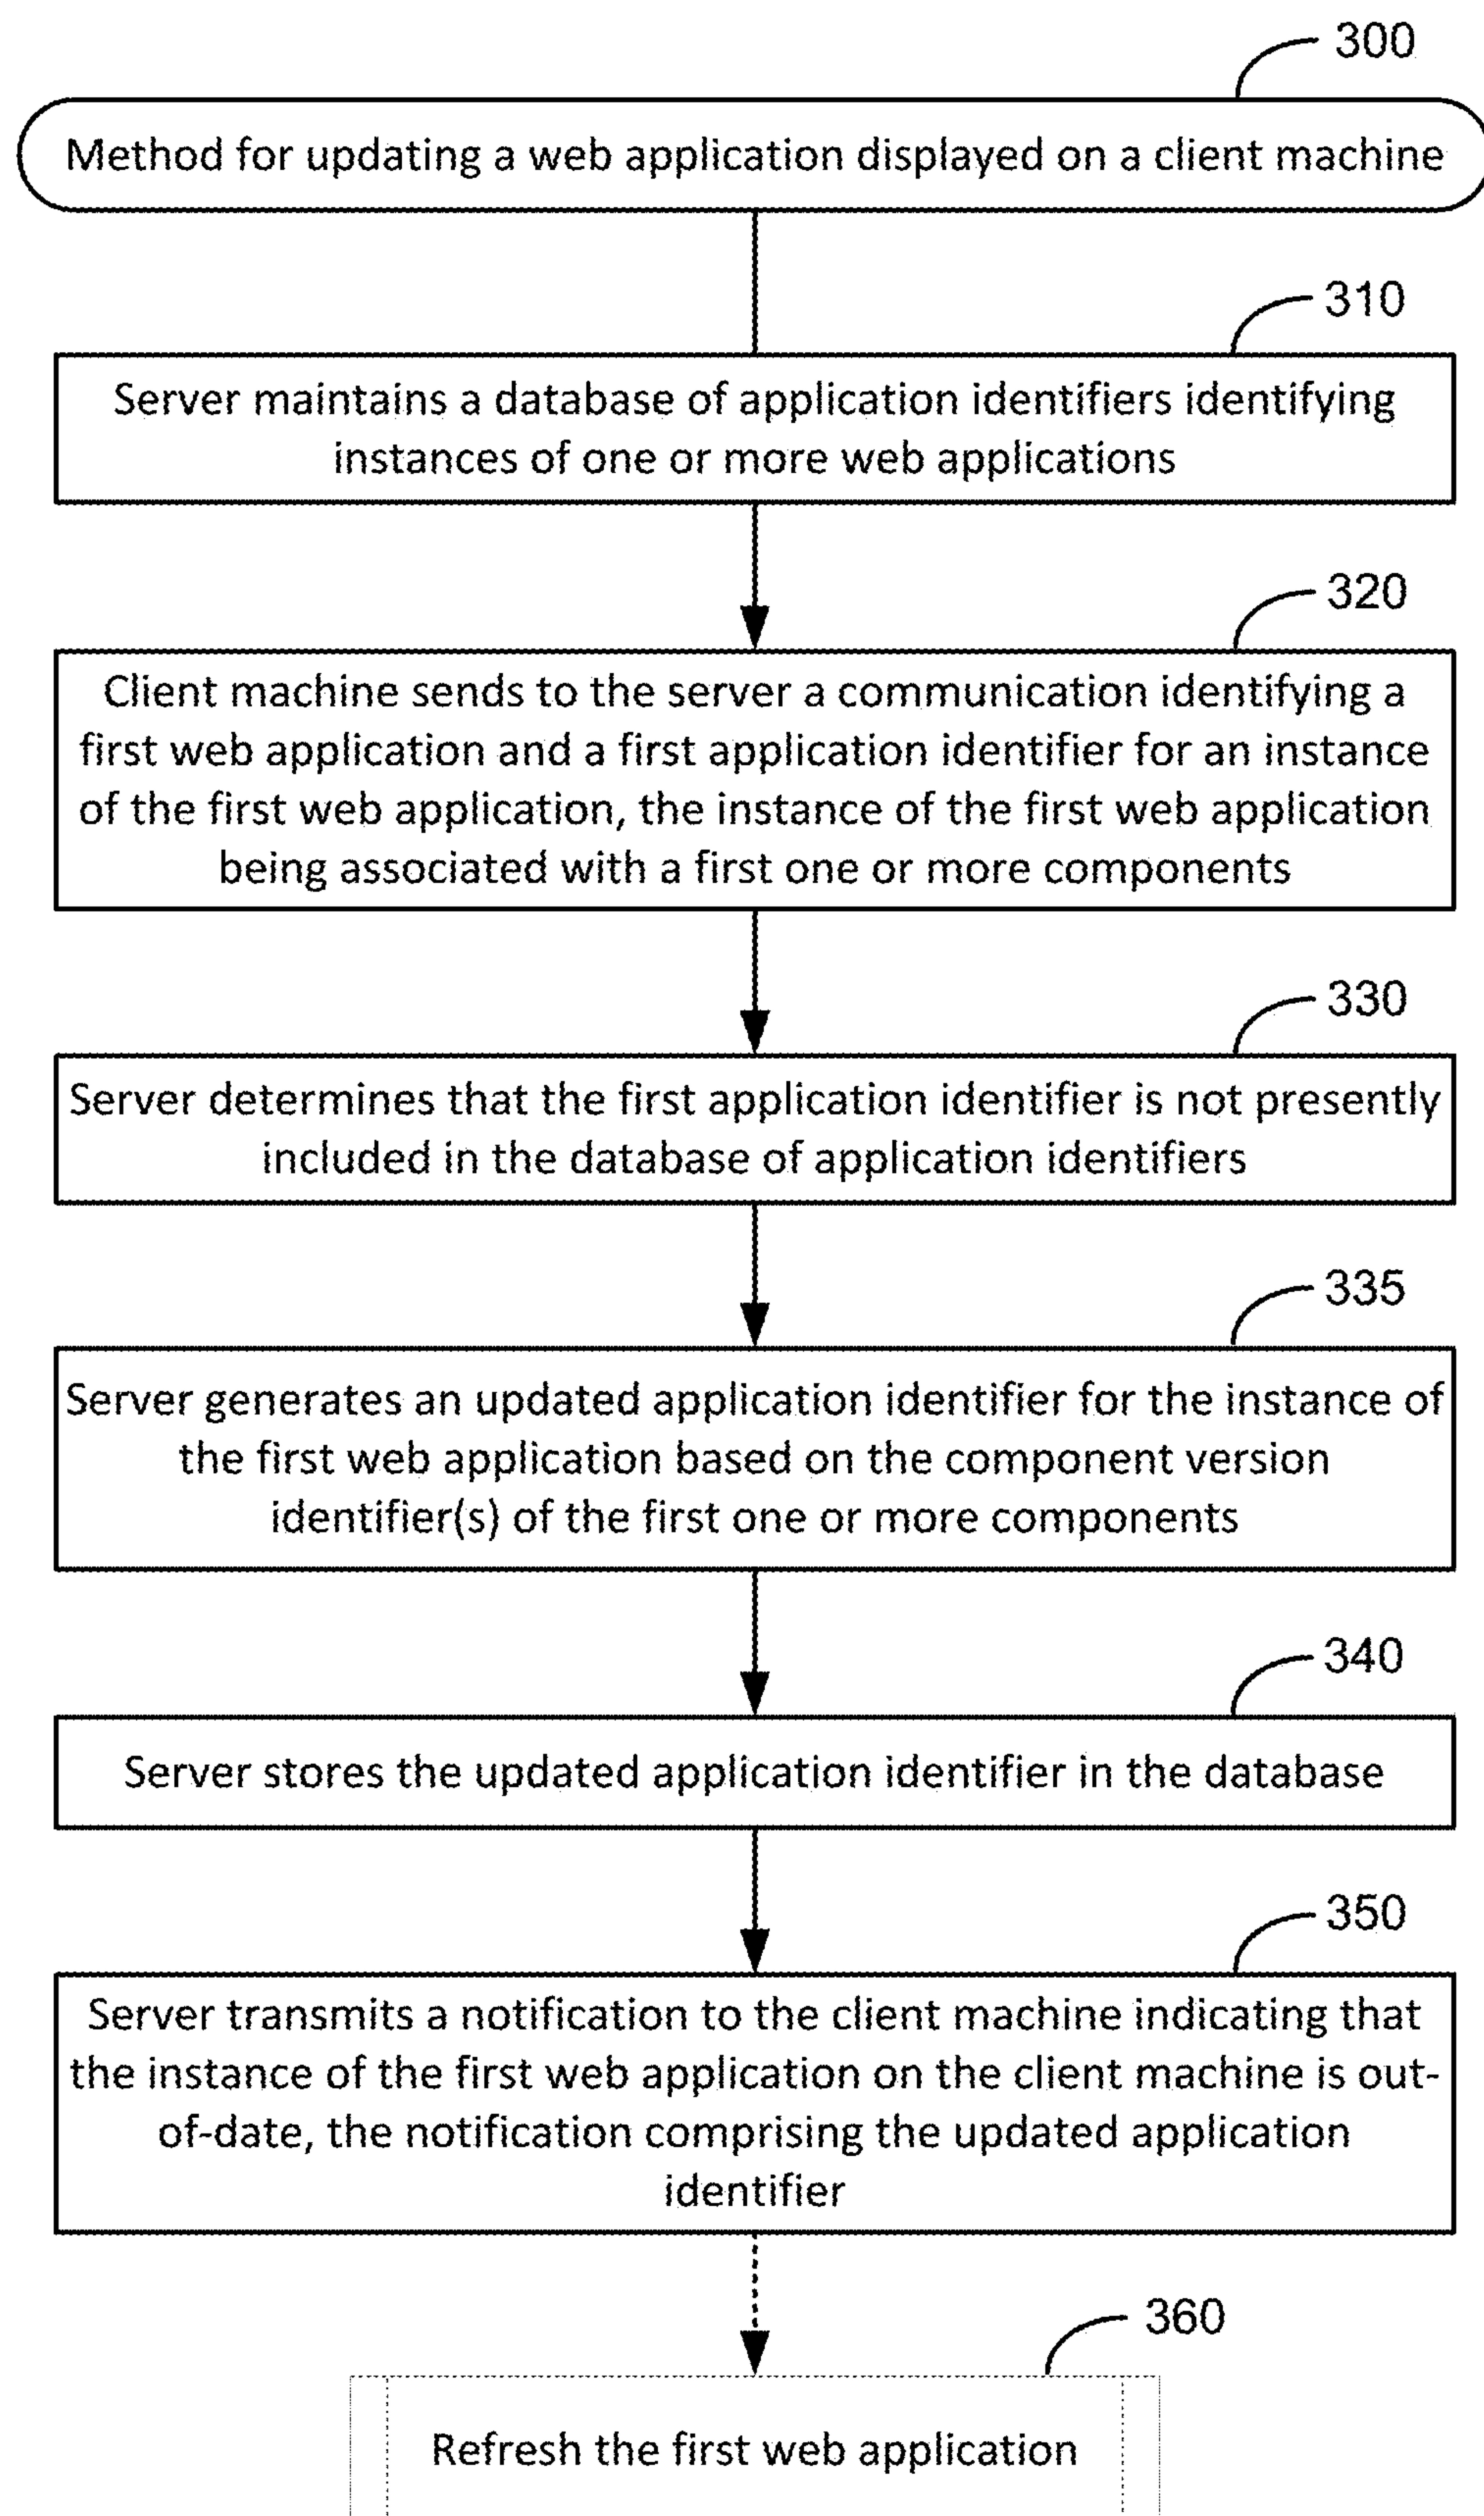 300
Method for updating a web application displayed on a client machine
310
Server maintains a database of application identifiers identifying
instances of one or more web applications
320
Client machine sends to the server a communication identifying a
first web application and a first application identifier for an instance
of the first web application, the instance of the first web application
being associated with a first one or more components
330
Server determines that the first application identifier is not presently
included in the database of application identifiers
335
Server generates an updated application identifier for the instance of
the first web application based on the component version
identifier(s) of the first one or more components
340
Server stores the updated application identifier in the database
350
Server transmits a notification to the client machine indicating that
the instance of the first web application on the client machine is out-
of-date, the notification comprising the updated application
identifier
360
Refresh the first web application